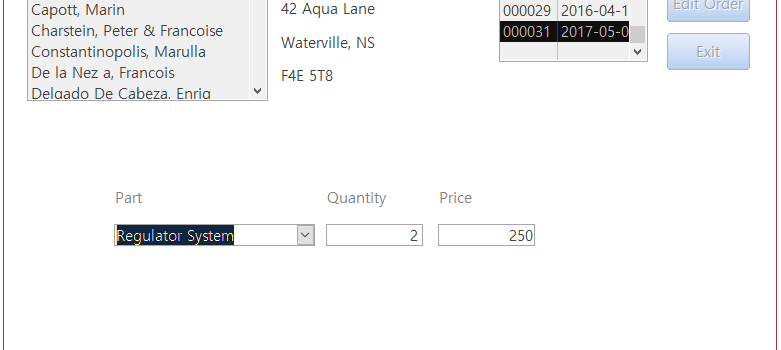 Capott, Marin
Charstein, Peter & Francoise
Constantinopolis, Marulla
De la Nez a, Francois
Delgado De Cabeza, Enriq
42 Aqua Lane
Waterville, NS
F4E 5T8
000029 2016-04-1
000031 2017-05-0
Edit Order
Exit
Part Quantity Price
Regulator System 2 250